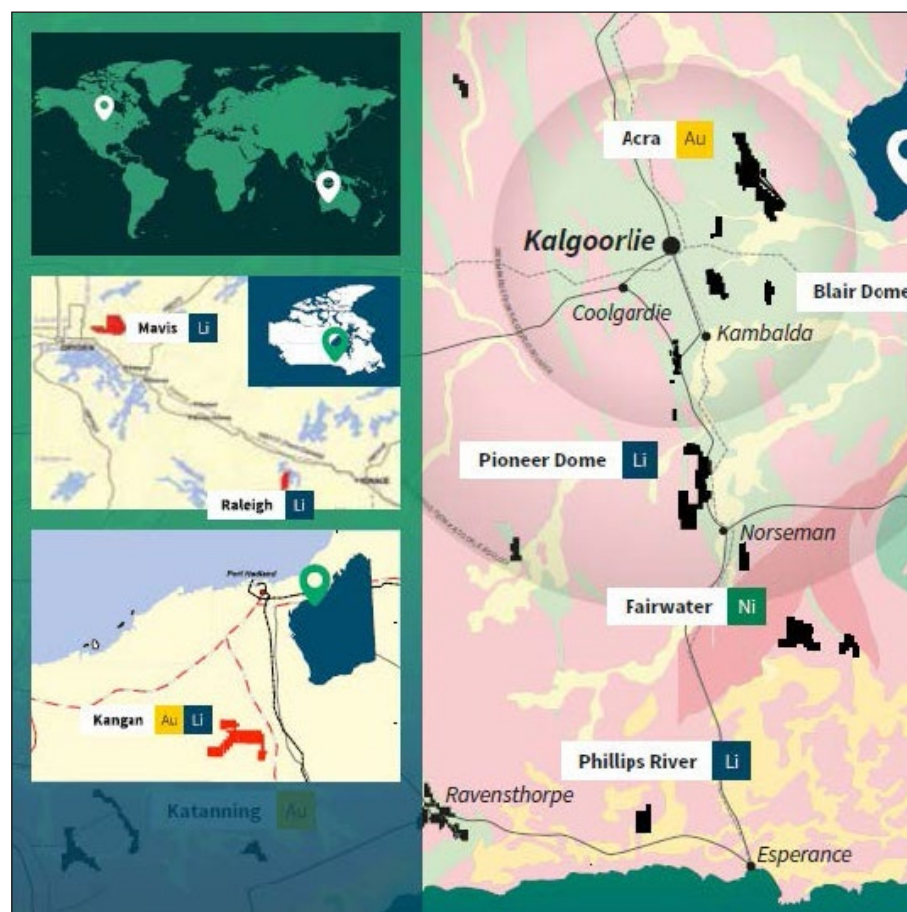 Mavis Li
Raleigh Li
Port Hedland
Kangan Au Li
Katanning Au
Acra Au
Kalgoorlie
Coolgardie
Blair Dome
Kambalda
Pioneer Dome Li
Norseman
Fairwater Ni
Phillips River Li
Ravensthorpe
Esperance